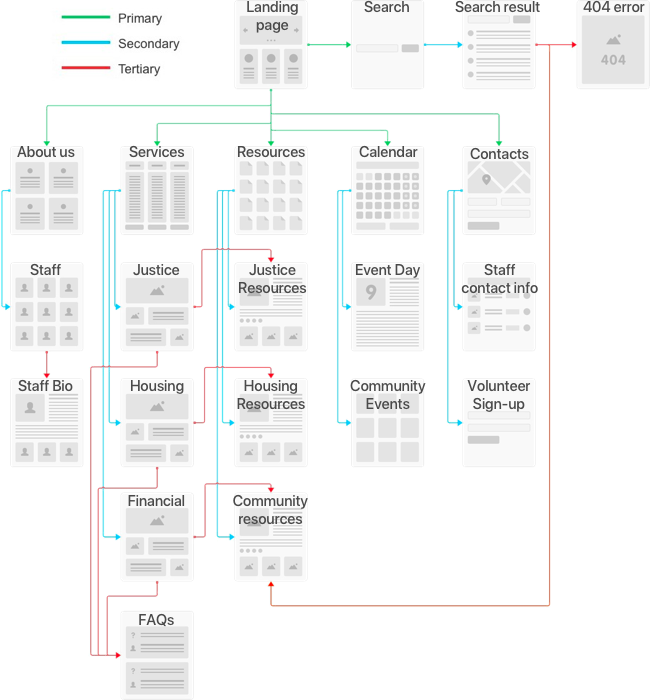 Primary
Secondary
Tertiary
Landing
page
Search
Search result
404 error
404
About us
Services
Resources
Calendar
Contacts
Staff
Justice
Justice
Resources
Event Day
9
Staff
contact info
Staff Bio
Housing
Housing
Resources
Community
Events
Volunteer
Sign-up
Financial
Community
resources
FAQs
?
?